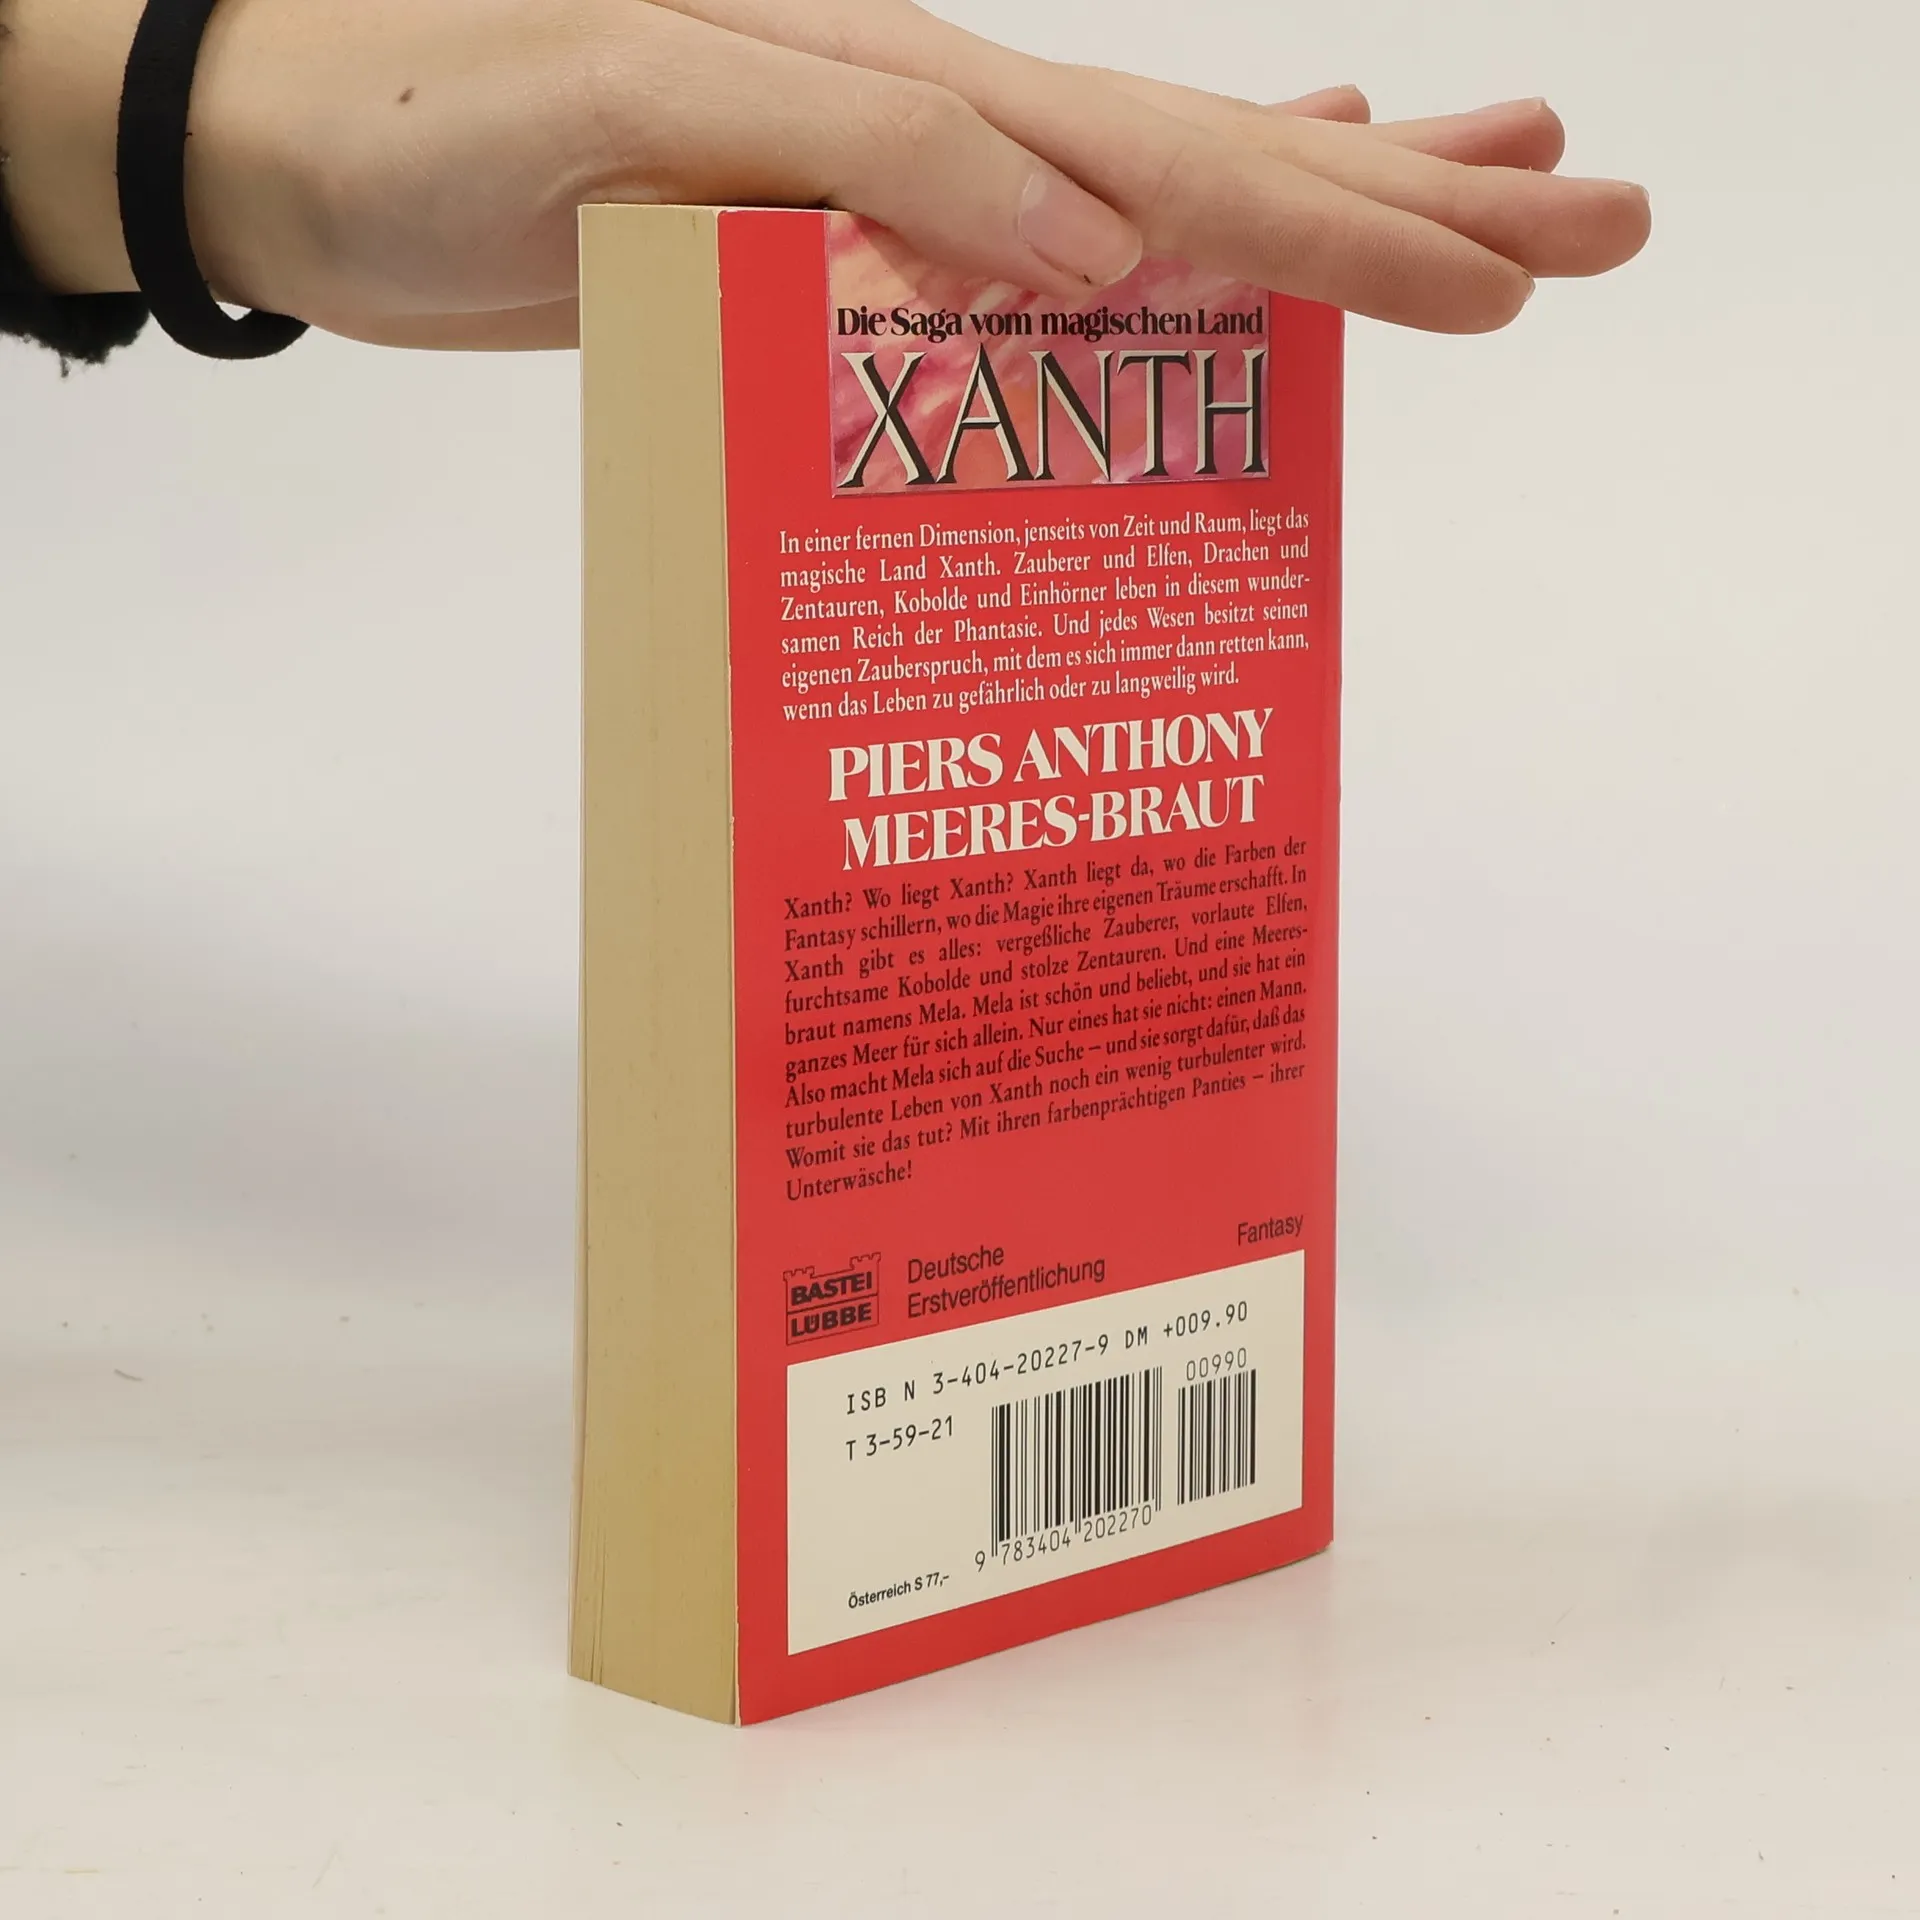 Die Saga vom magischen Land
XANTH
In einer fernen Dimension, jenseits von Zeit und Raum, liegt das
magische Land Xanth. Zauberer und Elfen, Drachen und
Zentauren, Kobolde und Einhörner leben in diesem wunder-
samen Reich der Phantasie. Und jedes Wesen besitzt seinen
eigenen Zauberspruch, mit dem es sich immer dann retten kann,
wenn das Leben zu gefährlich oder zu langweilig wird.
PIERS ANTHONY
MEERES-BRAUT
Xanth? Wo liegt Xanth? Xanth liegt da, wo die Farben der
Fantasy schillern, wo die Magie ihre eigenen Träume erschafft. In
Xanth gibt es alles: vergeßliche Zauberer, vorlaute Elfen,
furchtsame Kobolde und stolze Zentauren. Und eine Meeres-
braut namens Mela. Mela ist schön und beliebt, und sie hat ein
ganzes Meer für sich allein. Nur eines hat sie nicht: einen Mann.
Also macht Mela sich auf die Suche – und sie sorgt dafür, daß das
turbulente Leben von Xanth noch ein wenig turbulenter wird.
Womit sie das tut? Mit ihren farbenprächtigen Panties – ihrer
Unterwäsche!
Fantasy
BASTEI
LÜBBE
Deutsche
Erstveröffentlichung
ISB N 3-404-20227-9 DM +009.90
00990
T 3-59-21
9 783404 202270
Österreich S 77,-